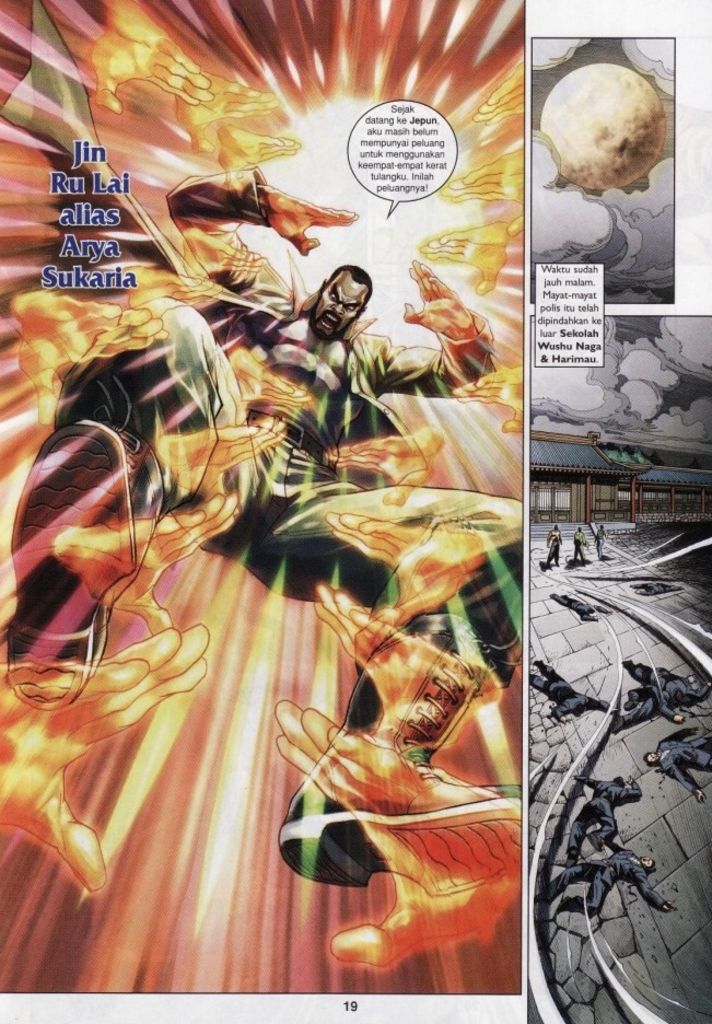 Jin
Ru Lai
alias
Arya
Sukaria
Sejak
datang ke Jepun,
aku masih belum
mempunyai peluang
untuk menggunakan
keempat-empat kerat
tulangku. Inilah
peluangnya!
Waktu sudah
jauh malam.
Mayat-mayat
polis itu telah
dipindahkan ke
luar Sekolah
Wushu Naga
& Harimau.
19